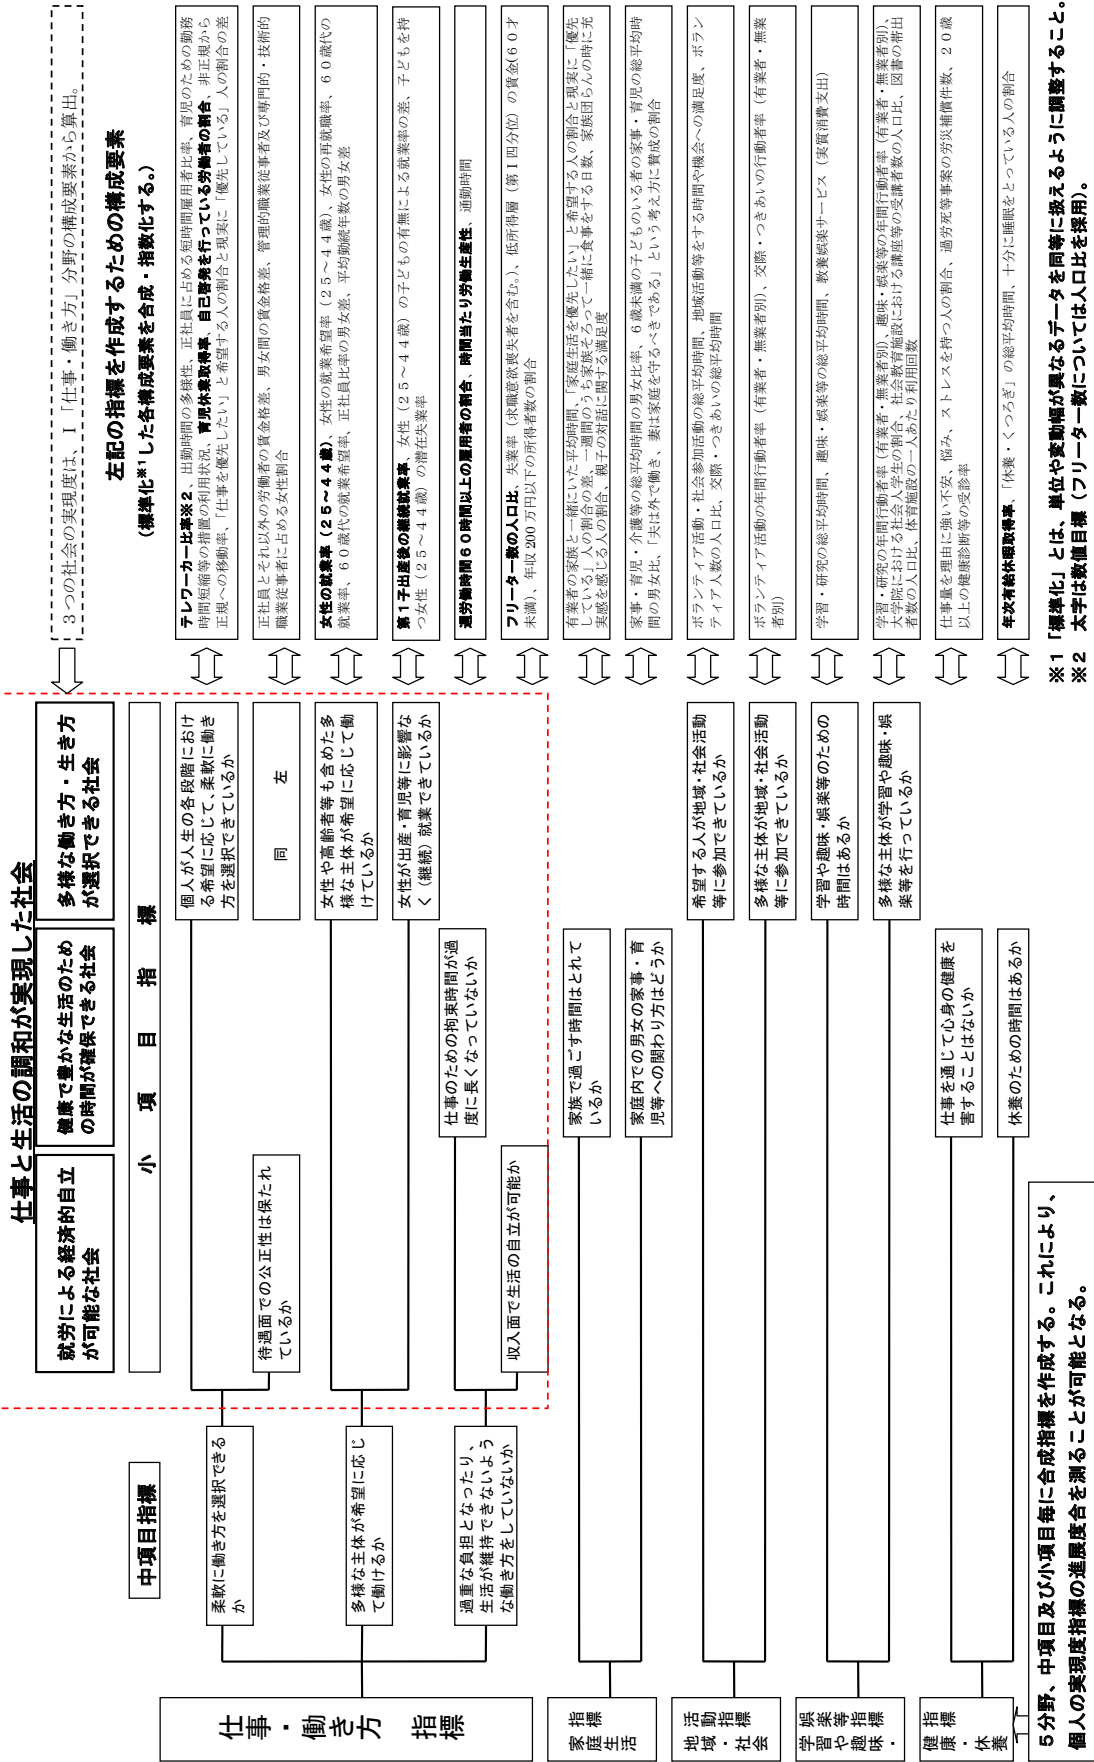 仕事と生活の調和が実現した社会
就労による経済的自立
が可能な社会
健康で豊かな生活のため
の時間が確保できる社会
多様な働き方・生き方
が選択できる社会
3つの社会の実現度は、Ⅰ「仕事・働き方」分野の構成要素から算出。
中項目指標
小項目指標
左記の指標を作成するための構成要素
(標準化※1した各構成要素を合成・指数化する。)
仕事・働き方
指標
柔軟に働き方を選択できる
か
個人が人生の各段階におけ
る希望に応じて、柔軟に働き
方を選択できているか
テレワーカー比率※2、出勤時間の多様性、正社員に占める短時間雇用者比率、育児のための勤務
時間短縮等の措置の利用状況、育児休業取得率、自己啓発を行っている労働者の割合、非正規から
正規への移動率、「仕事を優先したい」と希望する人の割合と現実に「優先している」人の割合の差
待遇面での公正性は保たれ
ているか
同 左
正社員とそれ以外の労働者の賃金格差、男女間の賃金格差、管理的職業従事者及び専門的・技術的
職業従事者に占める女性割合
多様な主体が希望に応じ
て働けるか
女性や高齢者等も含めた多
様な主体が希望に応じて働
けているか
女性の就業率(25~44歳)、女性の就業希望率(25~44歳)、女性の再就職率、60歳代の
就業率、60歳代の就業希望率、正社員比率の男女差、平均勤続年数の男女差
女性が出産・育児等に影響な
く(継続)就業できているか
第1子出産後の継続就業率、女性(25~44歳)の子どもの有無による就業率の差、子どもを持
つ女性(25~44歳)の潜在失業率
過重な負担となったり、
生活が維持できないよう
な働き方をしていないか
仕事のための拘束時間が過
度に長くなっていないか
週労働時間60時間以上の雇用者の割合、時間当たり労働生産性、通勤時間
収入面で生活の自立が可能か
フリーター数の人口比、失業率(求職意欲喪失者を含む。)、低所得層(第Ⅰ四分位)の賃金(60才
未満)、年収200万円以下の所得者数の割合
家庭生活
指標
家族で過ごす時間はとれて
いるか
有業者の家族と一緒にいた平均時間、「家庭生活を優先したい」と希望する人の割合と現実に「優先
している」人の割合の差、一週間のうち家族そろって一緒に食事をする日数、家族団らんの時に充
実感を感じる人の割合、親子の対話に関する満足度
家庭内での男女の家事・育
児等への関わり方はどうか
家事・育児・介護等の総平均時間の男女比率、6歳未満の子どものいる者の家事・育児の総平均時
間の男女比、「夫は外で働き、妻は家庭を守るべきである」という考え方に賛成の割合
地域・社会
活動指標
希望する人が地域・社会活動
等に参加できているか
ボランティア活動・社会参加活動の総平均時間、地域活動等をする時間や機会への満足度、ボラン
ティア人数の人口比、交際・つきあいの総平均時間
多様な主体が地域・社会活動
等に参加できているか
ボランティア活動の年間行動者率(有業者・無業者別)、交際・つきあいの行動者率(有業者・無業
者別)
学習や趣味・
娯楽等指標
学習や趣味・娯楽等のための
時間はあるか
学習・研究の総平均時間、趣味・娯楽等の総平均時間、教養娯楽サービス(実質消費支出)
多様な主体が学習や趣味・娯
楽等を行っているか
学習・研究の年間行動者率(有業者・無業者別)、趣味・娯楽等の年間行動者率(有業者・無業者別)、
大学院における社会人学生の割合、社会教育施設における講座等の受講者数の人口比、図書の帯出
者数の人口比、体育施設の一人あたり利用回数
健康・休養
指標
仕事を通じて心身の健康を
害することはないか
仕事量を理由に強い不安、悩み、ストレスを持つ人の割合、過労死等事案の労災補償件数、20歳
以上の健康診断等の受診率
休養のための時間はあるか
年次有給休暇取得率、「休養・くつろぎ」の総平均時間、十分に睡眠をとっている人の割合
5分野、中項目及び小項目毎に合成指標を作成する。これにより、
個人の実現度指標の進展度合を測ることが可能となる。
※1「標準化」とは、単位や変動幅が異なるデータを同等に扱えるように調整すること。
※2 太字は数値目標(フリーター数については人口比を採用)。